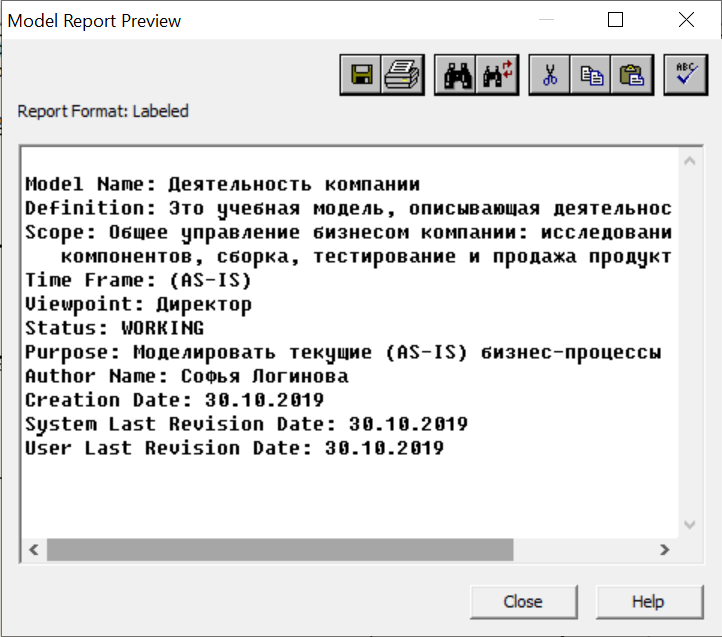 Model Report Preview
ABC
Report Format: Labeled
Model Name: Деятельность компании
Definition: Это учебная модель, описывающая деятельнос
Scope: Общее управление бизнесом компании: исследовани
компонентов, сборка, тестирование и продажа продукт
Time Frame: (AS-IS)
Viewpoint: Директор
Status: WORKING
Purpose: Моделировать текущие (AS-IS) бизнес-процессы
Author Name: Софья Логинова
Creation Date: 30.10.2019
System Last Revision Date: 30.10.2019
User Last Revision Date: 30.10.2019
Close Help